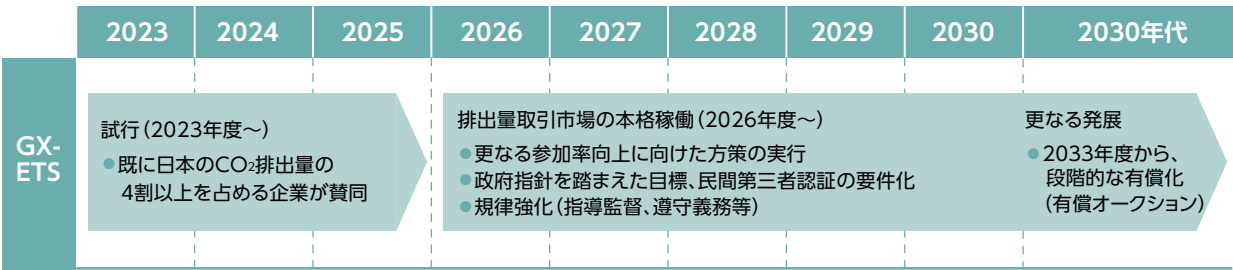 2023 2024 2025 2026 2027 2028 2029 2030 2030年代
GX-
ETS
試行（2023年度～）
●既に日本のCO₂排出量の
4割以上を占める企業が賛同
排出量取引市場の本格稼働（2026年度～）
●更なる参加率向上に向けた方策の実行
●政府指針を踏まえた目標、民間第三者認証の要件化
●規律強化（指導監督、遵守義務等）
更なる発展
●2033年度から、
段階的な有償化
（有償オークション）